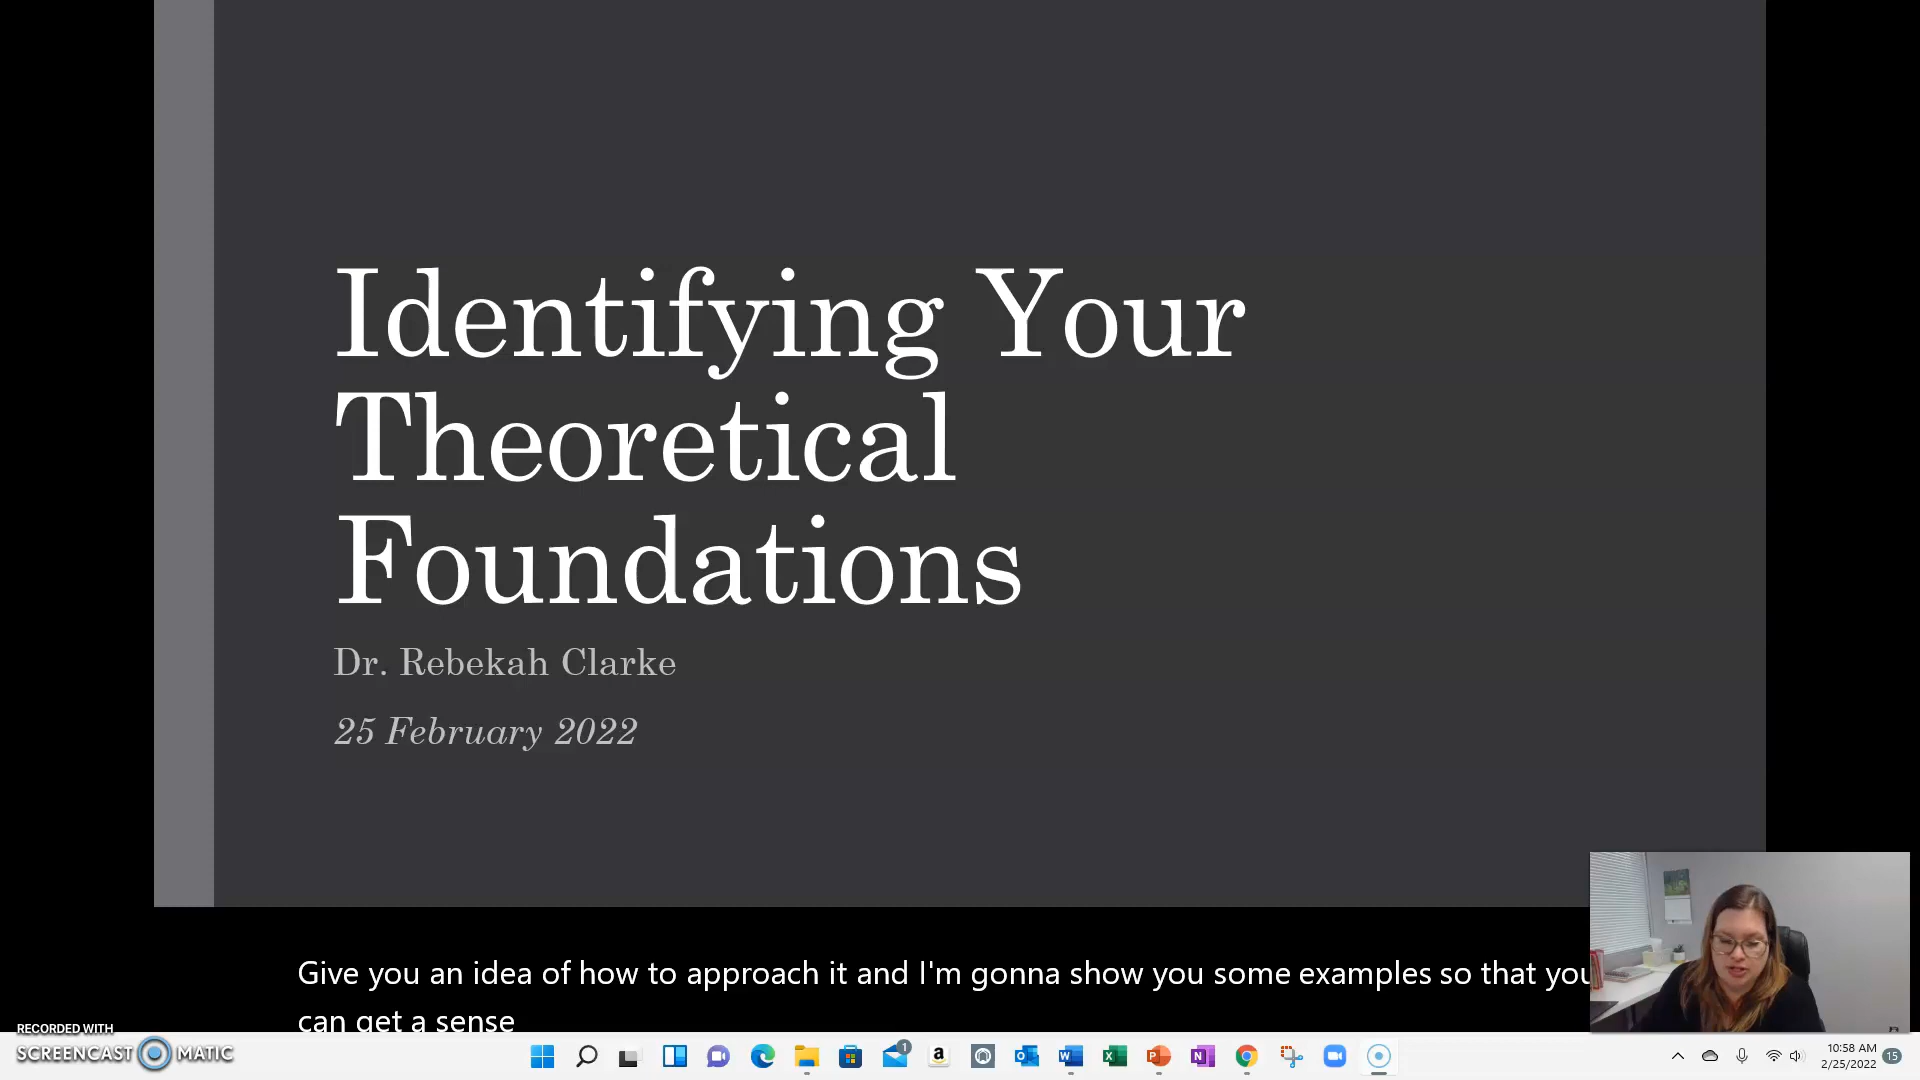 Identifying Your
Theoretical
Foundations
Dr. Rebekah Clarke
25 February 2022
Give you an idea of how to approach it and I'm gonna show you some examples so that you
can get a sense
RECORDED WITH
SCREENCAST MATIC
1
10:58 AM
2/25/2022
15